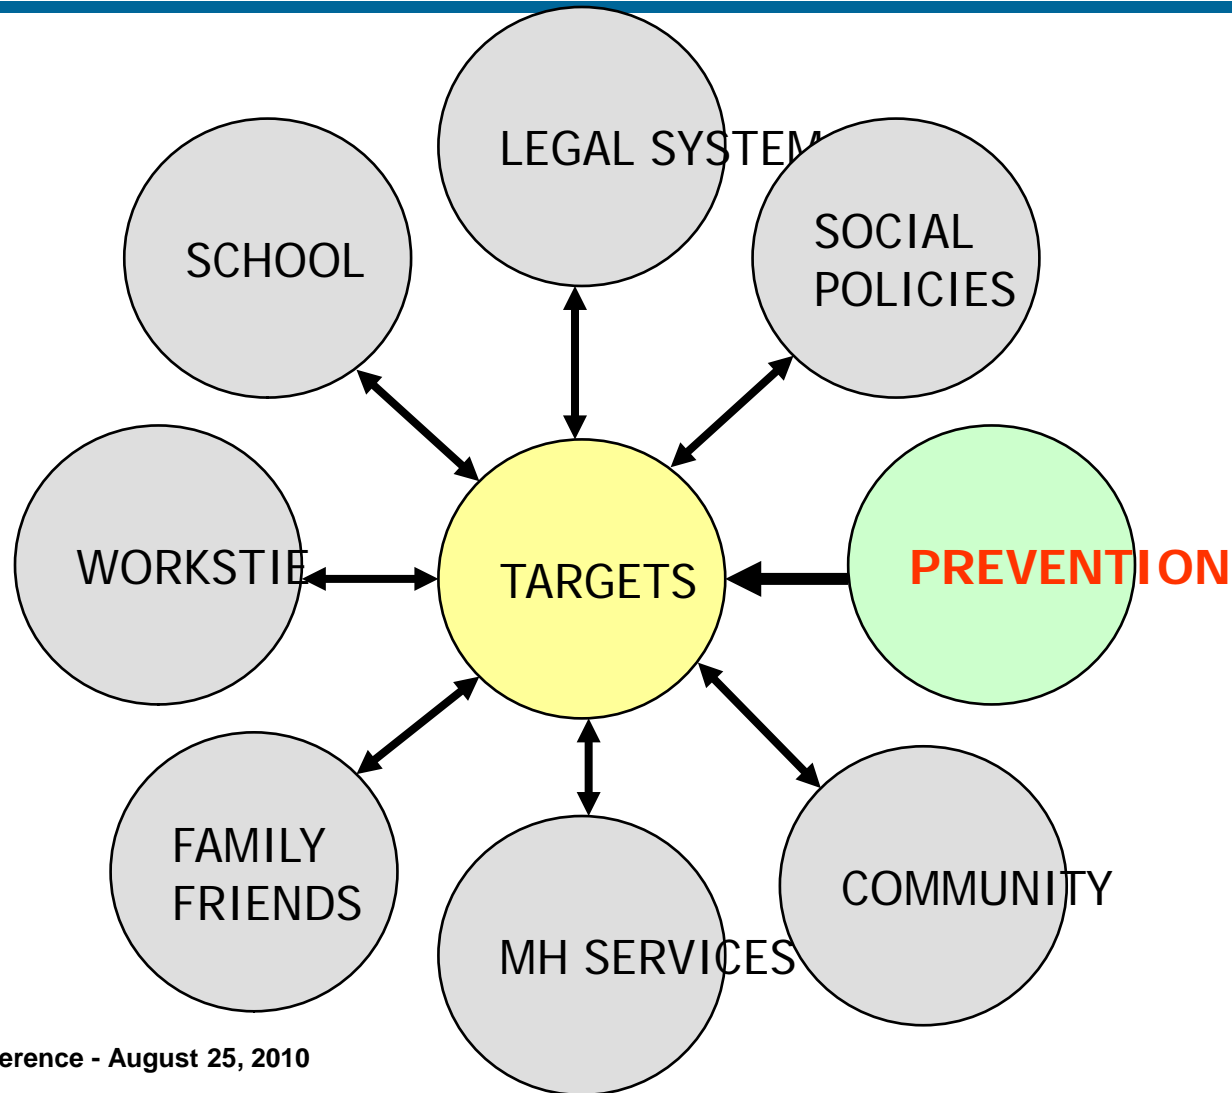 LEGAL SYSTEM
SCHOOL
SOCIAL
POLICIES
WORKSTIE
TARGETS
PREVENTION
FAMILY
FRIENDS
COMMUNITY
MH SERVICES
erence - August 25, 2010